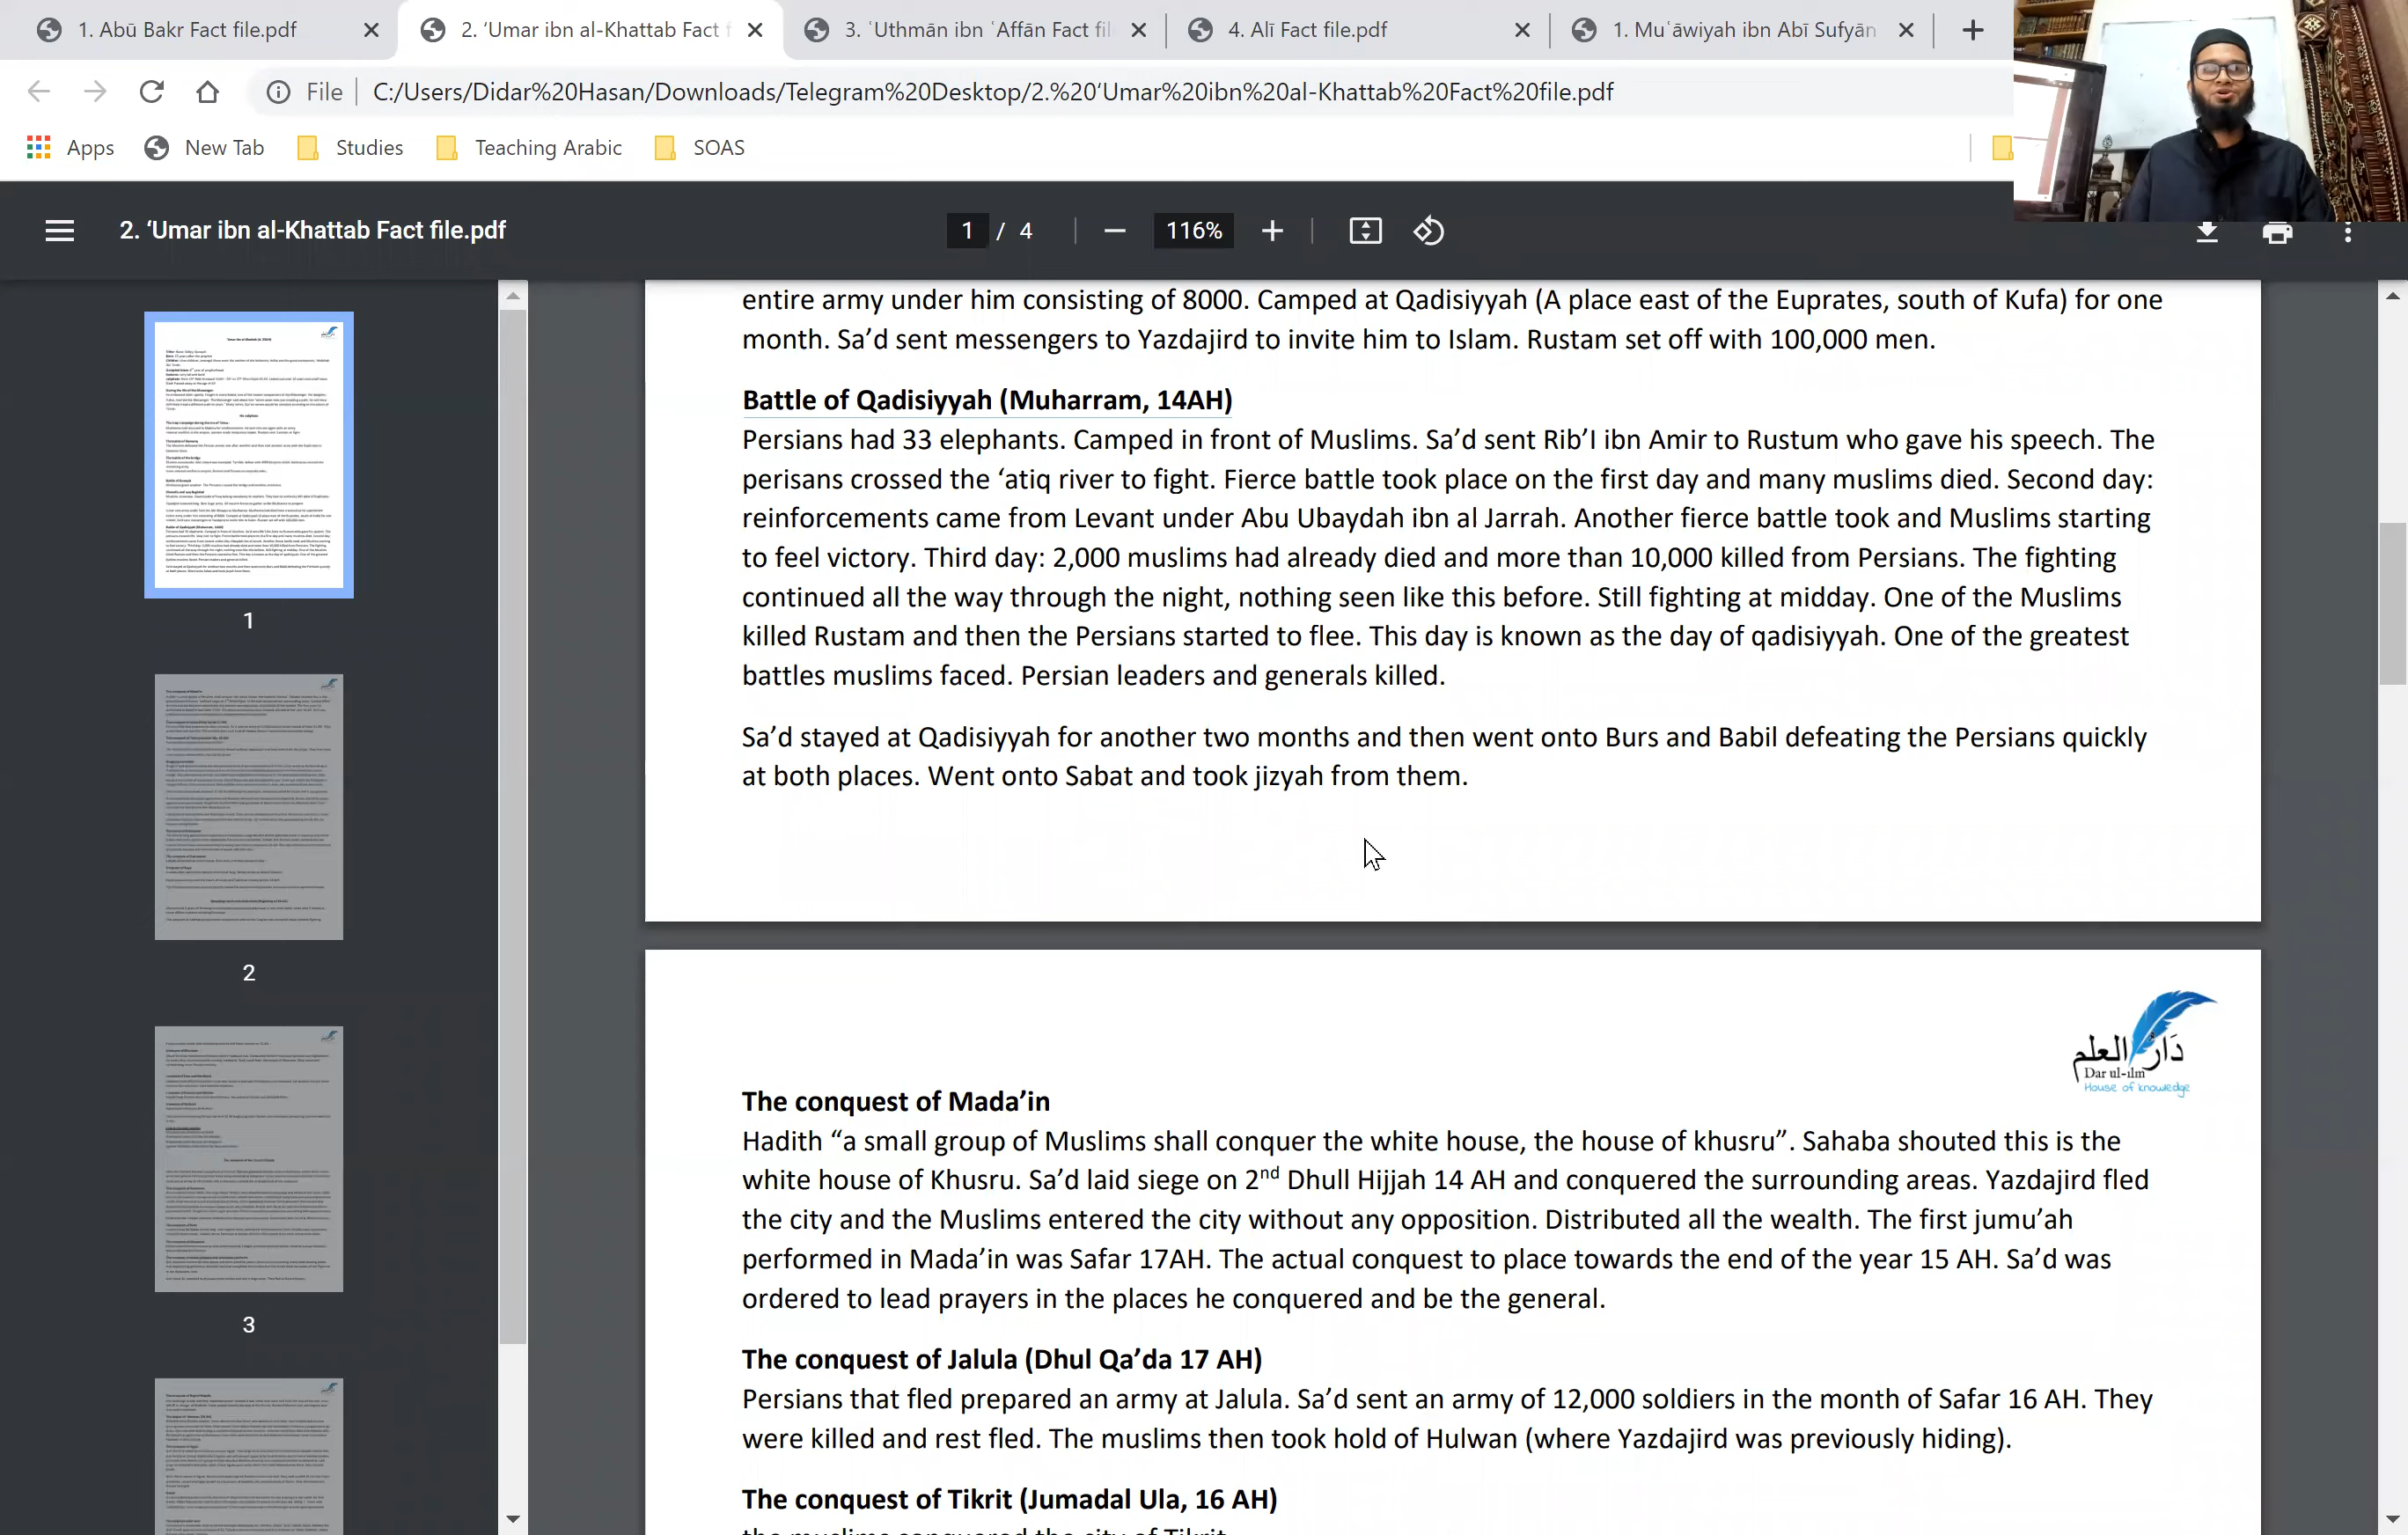 1. Abū Bakr Fact file.pdf
2. ‘Umar ibn al-Khattab Fact f
3. ʿUthmān ibn ʿAffān Fact fil
4. Alī Fact file.pdf
1. Muʿāwiyah ibn Abī Sufyān
File
C:/Users/Didar%20Hasan/Downloads/Telegram%20Desktop/2.%20‘Umar%20ibn%20al-Khattab%20Fact%20file.pdf
Apps
New Tab
Studies
Teaching Arabic
SOAS
2. ‘Umar ibn al-Khattab Fact file.pdf
1 / 4
116%
1
2
3
entire army under him consisting of 8000. Camped at Qadisiyyah (A place east of the Euprates, south of Kufa) for one
month. Sa’d sent messengers to Yazdajird to invite him to Islam. Rustam set off with 100,000 men.
Battle of Qadisiyyah (Muharram, 14AH)
Persians had 33 elephants. Camped in front of Muslims. Sa’d sent Rib’I ibn Amir to Rustum who gave his speech. The
perisans crossed the ‘atiq river to fight. Fierce battle took place on the first day and many muslims died. Second day:
reinforcements came from Levant under Abu Ubaydah ibn al Jarrah. Another fierce battle took and Muslims starting
to feel victory. Third day: 2,000 muslims had already died and more than 10,000 killed from Persians. The fighting
continued all the way through the night, nothing seen like this before. Still fighting at midday. One of the Muslims
killed Rustam and then the Persians started to flee. This day is known as the day of qadisiyyah. One of the greatest
battles muslims faced. Persian leaders and generals killed.
Sa’d stayed at Qadisiyyah for another two months and then went onto Burs and Babil defeating the Persians quickly
at both places. Went onto Sabat and took jizyah from them.
دَارُ العلم
Dar ul-ilm
House of knowledge
The conquest of Mada’in
Hadith “a small group of Muslims shall conquer the white house, the house of khusru”. Sahaba shouted this is the
white house of Khusru. Sa’d laid siege on 2nd Dhull Hijjah 14 AH and conquered the surrounding areas. Yazdajird fled
the city and the Muslims entered the city without any opposition. Distributed all the wealth. The first jumu’ah
performed in Mada’in was Safar 17AH. The actual conquest to place towards the end of the year 15 AH. Sa’d was
ordered to lead prayers in the places he conquered and be the general.
The conquest of Jalula (Dhul Qa’da 17 AH)
Persians that fled prepared an army at Jalula. Sa’d sent an army of 12,000 soldiers in the month of Safar 16 AH. They
were killed and rest fled. The muslims then took hold of Hulwan (where Yazdajird was previously hiding).
The conquest of Tikrit (Jumadal Ula, 16 AH)
the muslims conquered the city of Tikrit